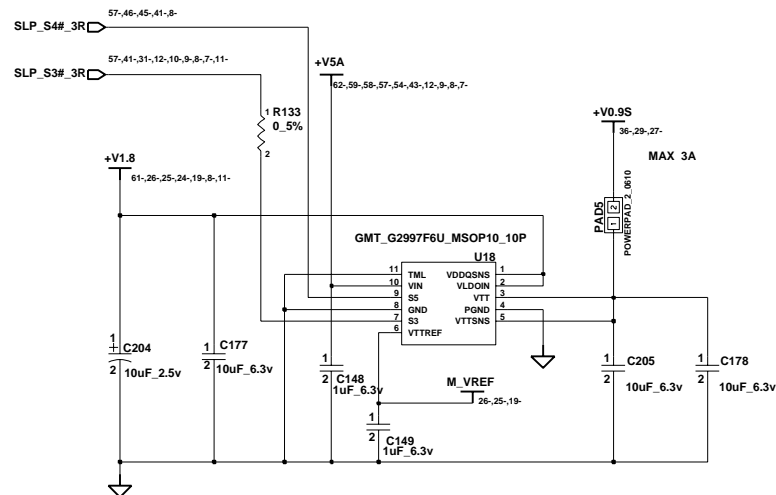 SLP_S4#_3R
57-,46-,45-,41-,8-
SLP_S3#_3R
57-,41-,31-,12-,10-,9-,8-,7-,11-
+V5A
62-,59-,58-,57-,54-,43-,12-,9-,8-,7-
1
R133
0_5%
2
+V0.9S
36-,29-,27-
MAX 3A
+V1.8
61-,26-,25-,24-,19-,8-,11-
PAD5
1 2
POWERPAD_2_0610
GMT_G2997F6U_MSOP10_10P
U18
11 TML VDDQSNS 1
10 VIN VLDOIN 2
9 S5 VTT 3
8 GND PGND 4
7 S3 VTTSNS 5
6 VTTREF
1
+
C204
2
10uF_2.5v
1
C177
2
10uF_6.3v
1
2
C148
1uF_6.3v
M_VREF
26-,25-,19-
1
2
C149
1uF_6.3v
1
C205
2
10uF_6.3v
1
C178
2
10uF_6.3v